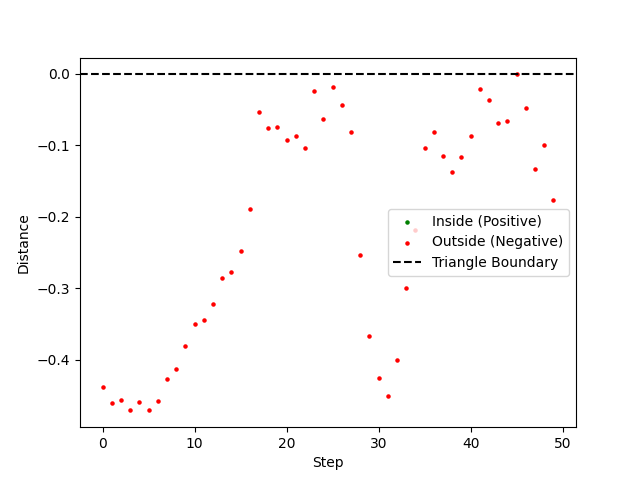 0.0
−0.1
−0.2
−0.3
−0.4
Distance
Inside (Positive)
Outside (Negative)
Triangle Boundary
0 10 20 30 40 50
Step